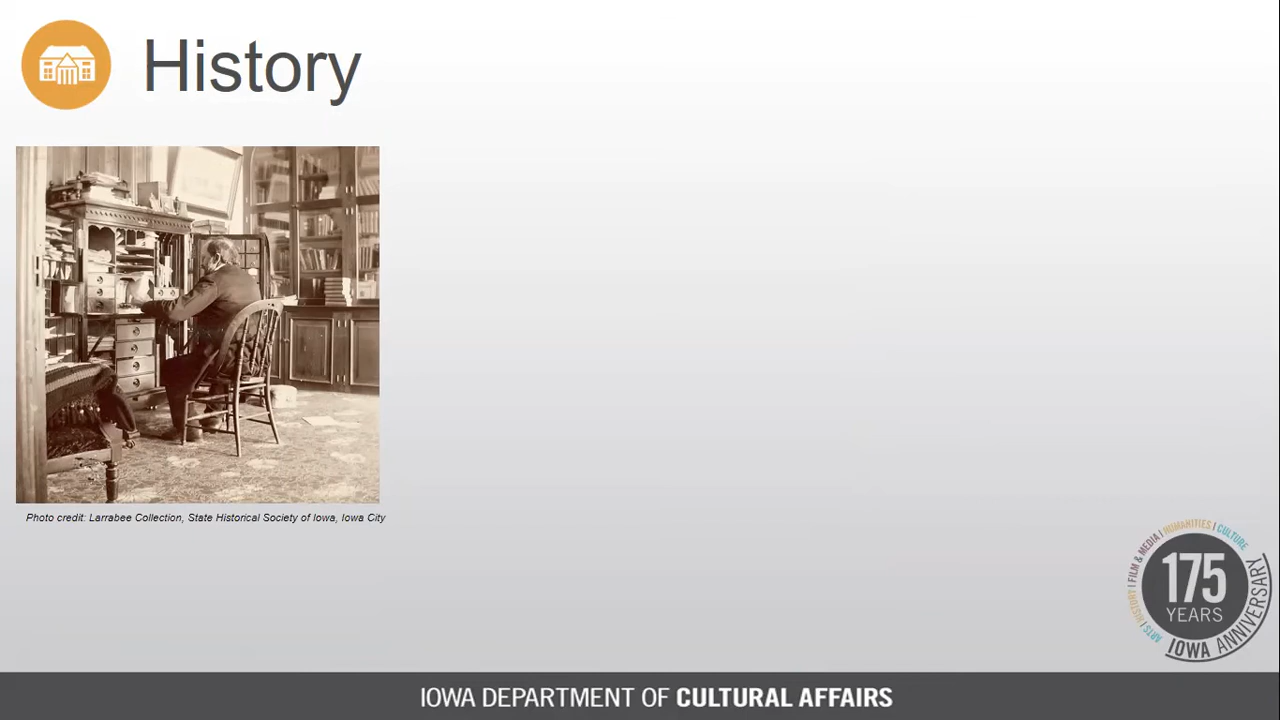 History
Photo credit: Larrabee Collection, State Historical Society of Iowa, Iowa City
ARTS | HISTORY | FILM & MEDIA | HUMANITIES | CULTURE
175
YEARS
IOWA ANNIVERSARY
IOWA DEPARTMENT OF CULTURAL AFFAIRS